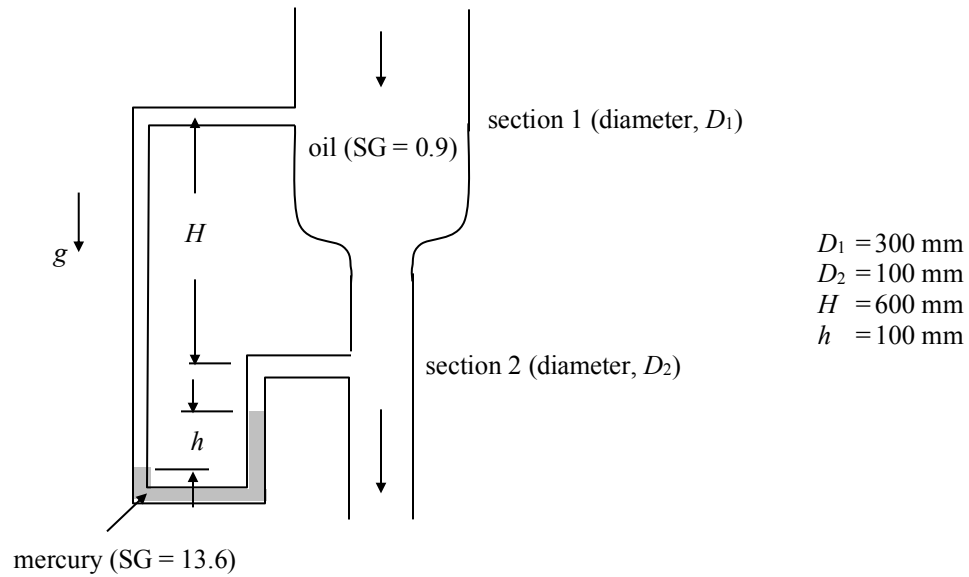 section 1 (diameter, D₁)
oil (SG = 0.9)
H
g
D₁ = 300 mm
D₂ = 100 mm
H = 600 mm
h = 100 mm
section 2 (diameter, D₂)
h
mercury (SG = 13.6)